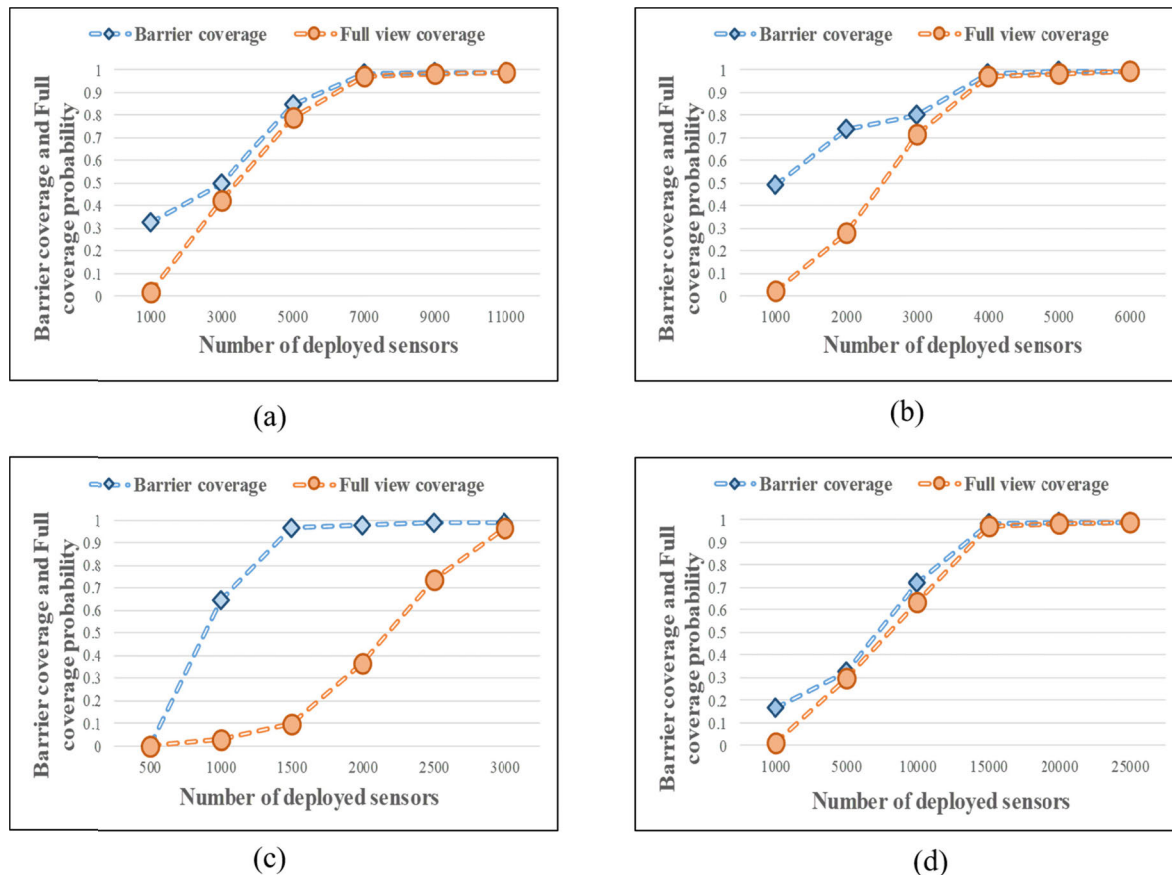 Barrier coverage Full view coverage
Barrier coverage and Full
coverage probability
1
0.9
0.8
0.7
0.6
0.5
0.4
0.3
0.2
0.1
0
1000 3000 5000 7000 9000 11000
Number of deployed sensors
(a)
Barrier coverage Full view coverage
Barrier coverage and Full
coverage probability
1
0.9
0.8
0.7
0.6
0.5
0.4
0.3
0.2
0.1
0
1000 2000 3000 4000 5000 6000
Number of deployed sensors
(b)
Barrier coverage Full view coverage
Barrier coverage and Full
coverage probability
1
0.9
0.8
0.7
0.6
0.5
0.4
0.3
0.2
0.1
0
500 1000 1500 2000 2500 3000
Number of deployed sensors
(c)
Barrier coverage Full view coverage
Barrier coverage and Full
coverage probability
1
0.9
0.8
0.7
0.6
0.5
0.4
0.3
0.2
0.1
0
1000 5000 10000 15000 20000 25000
Number of deployed sensors
(d)